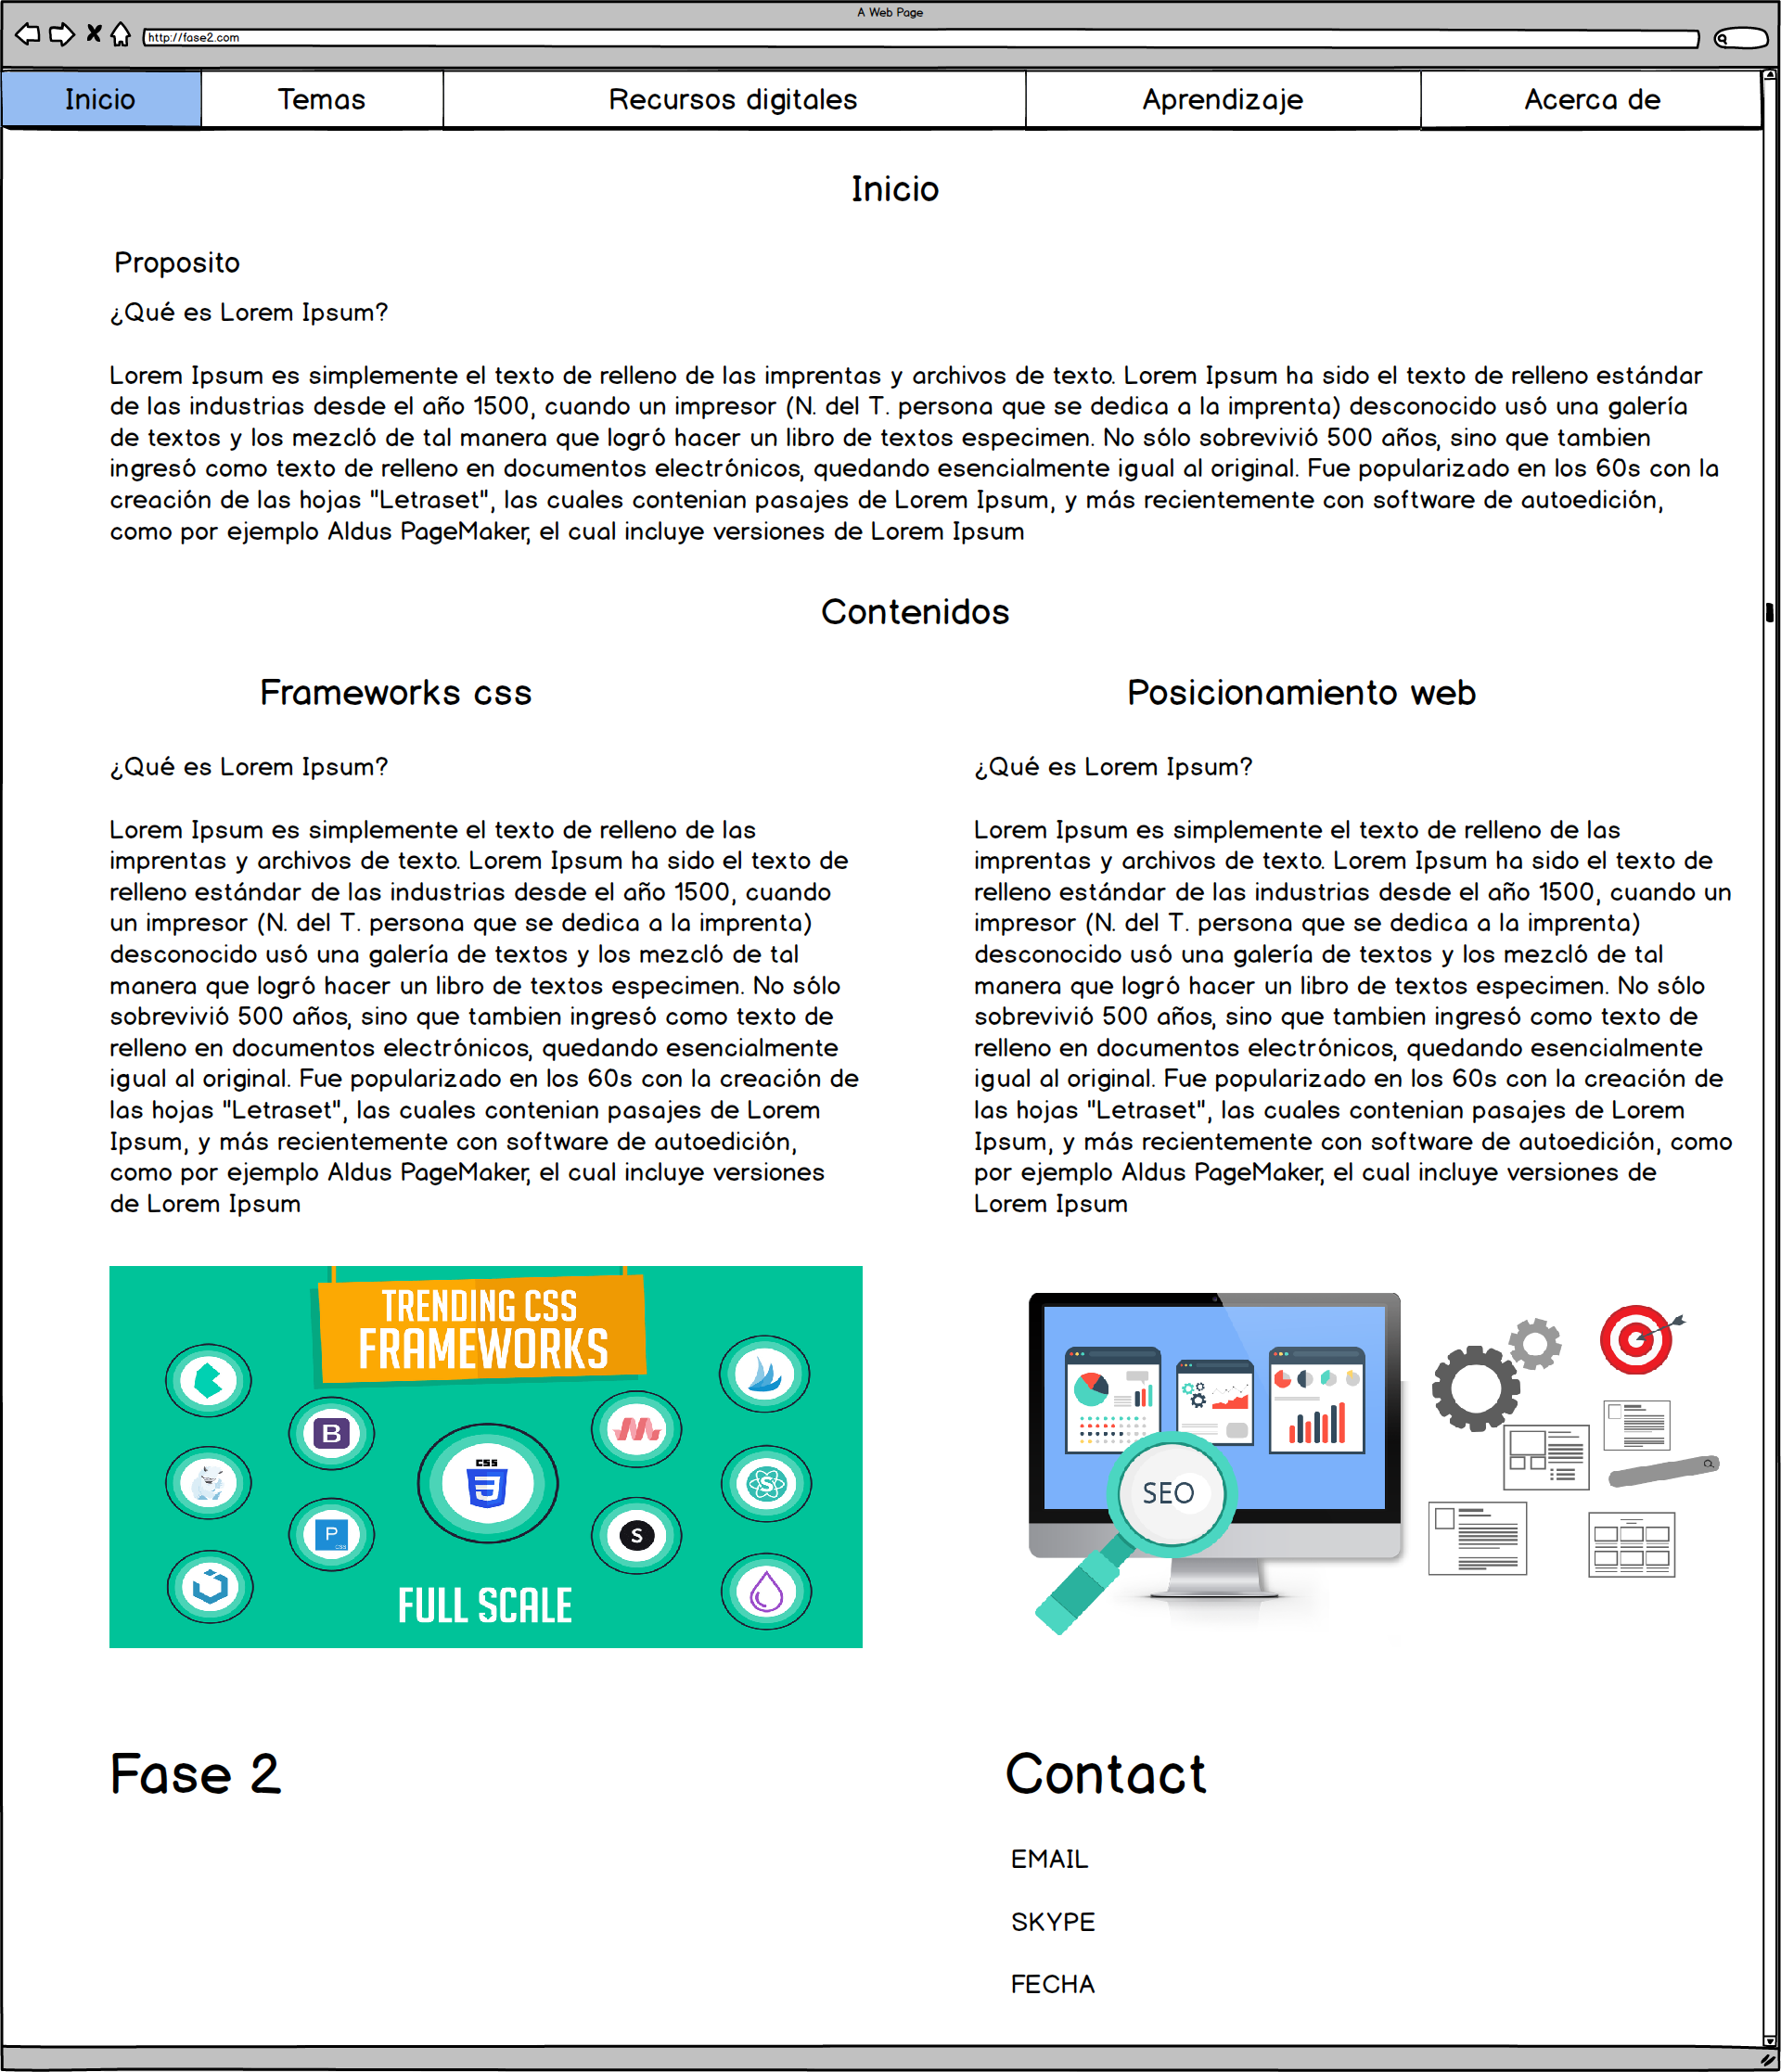 A Web Page
http://fase2.com
Inicio Temas Recursos digitales Aprendizaje Acerca de
Inicio
Proposito
¿Qué es Lorem Ipsum?
Lorem Ipsum es simplemente el texto de relleno de las imprentas y archivos de texto. Lorem Ipsum ha sido el texto de relleno estándar
de las industrias desde el año 1500, cuando un impresor (N. del T. persona que se dedica a la imprenta) desconocido usó una galería
de textos y los mezcló de tal manera que logró hacer un libro de textos especimen. No sólo sobrevivió 500 años, sino que tambien
ingresó como texto de relleno en documentos electrónicos, quedando esencialmente igual al original. Fue popularizado en los 60s con la
creación de las hojas "Letraset", las cuales contenian pasajes de Lorem Ipsum, y más recientemente con software de autoedición,
como por ejemplo Aldus PageMaker, el cual incluye versiones de Lorem Ipsum
Contenidos
Frameworks css
¿Qué es Lorem Ipsum?
Lorem Ipsum es simplemente el texto de relleno de las
imprentas y archivos de texto. Lorem Ipsum ha sido el texto de
relleno estándar de las industrias desde el año 1500, cuando
un impresor (N. del T. persona que se dedica a la imprenta)
desconocido usó una galería de textos y los mezcló de tal
manera que logró hacer un libro de textos especimen. No sólo
sobrevivió 500 años, sino que tambien ingresó como texto de
relleno en documentos electrónicos, quedando esencialmente
igual al original. Fue popularizado en los 60s con la creación de
las hojas "Letraset", las cuales contenian pasajes de Lorem
Ipsum, y más recientemente con software de autoedición,
como por ejemplo Aldus PageMaker, el cual incluye versiones
de Lorem Ipsum
TRENDING CSS
FRAMEWORKS
B
CSS
3
S
P
CSS
S
FULL SCALE
Posicionamiento web
¿Qué es Lorem Ipsum?
Lorem Ipsum es simplemente el texto de relleno de las
imprentas y archivos de texto. Lorem Ipsum ha sido el texto de
relleno estándar de las industrias desde el año 1500, cuando un
impresor (N. del T. persona que se dedica a la imprenta)
desconocido usó una galería de textos y los mezcló de tal
manera que logró hacer un libro de textos especimen. No sólo
sobrevivió 500 años, sino que tambien ingresó como texto de
relleno en documentos electrónicos, quedando esencialmente
igual al original. Fue popularizado en los 60s con la creación de
las hojas "Letraset", las cuales contenian pasajes de Lorem
Ipsum, y más recientemente con software de autoedición, como
por ejemplo Aldus PageMaker, el cual incluye versiones de
Lorem Ipsum
SEO
Fase 2
Contact
EMAIL
SKYPE
FECHA